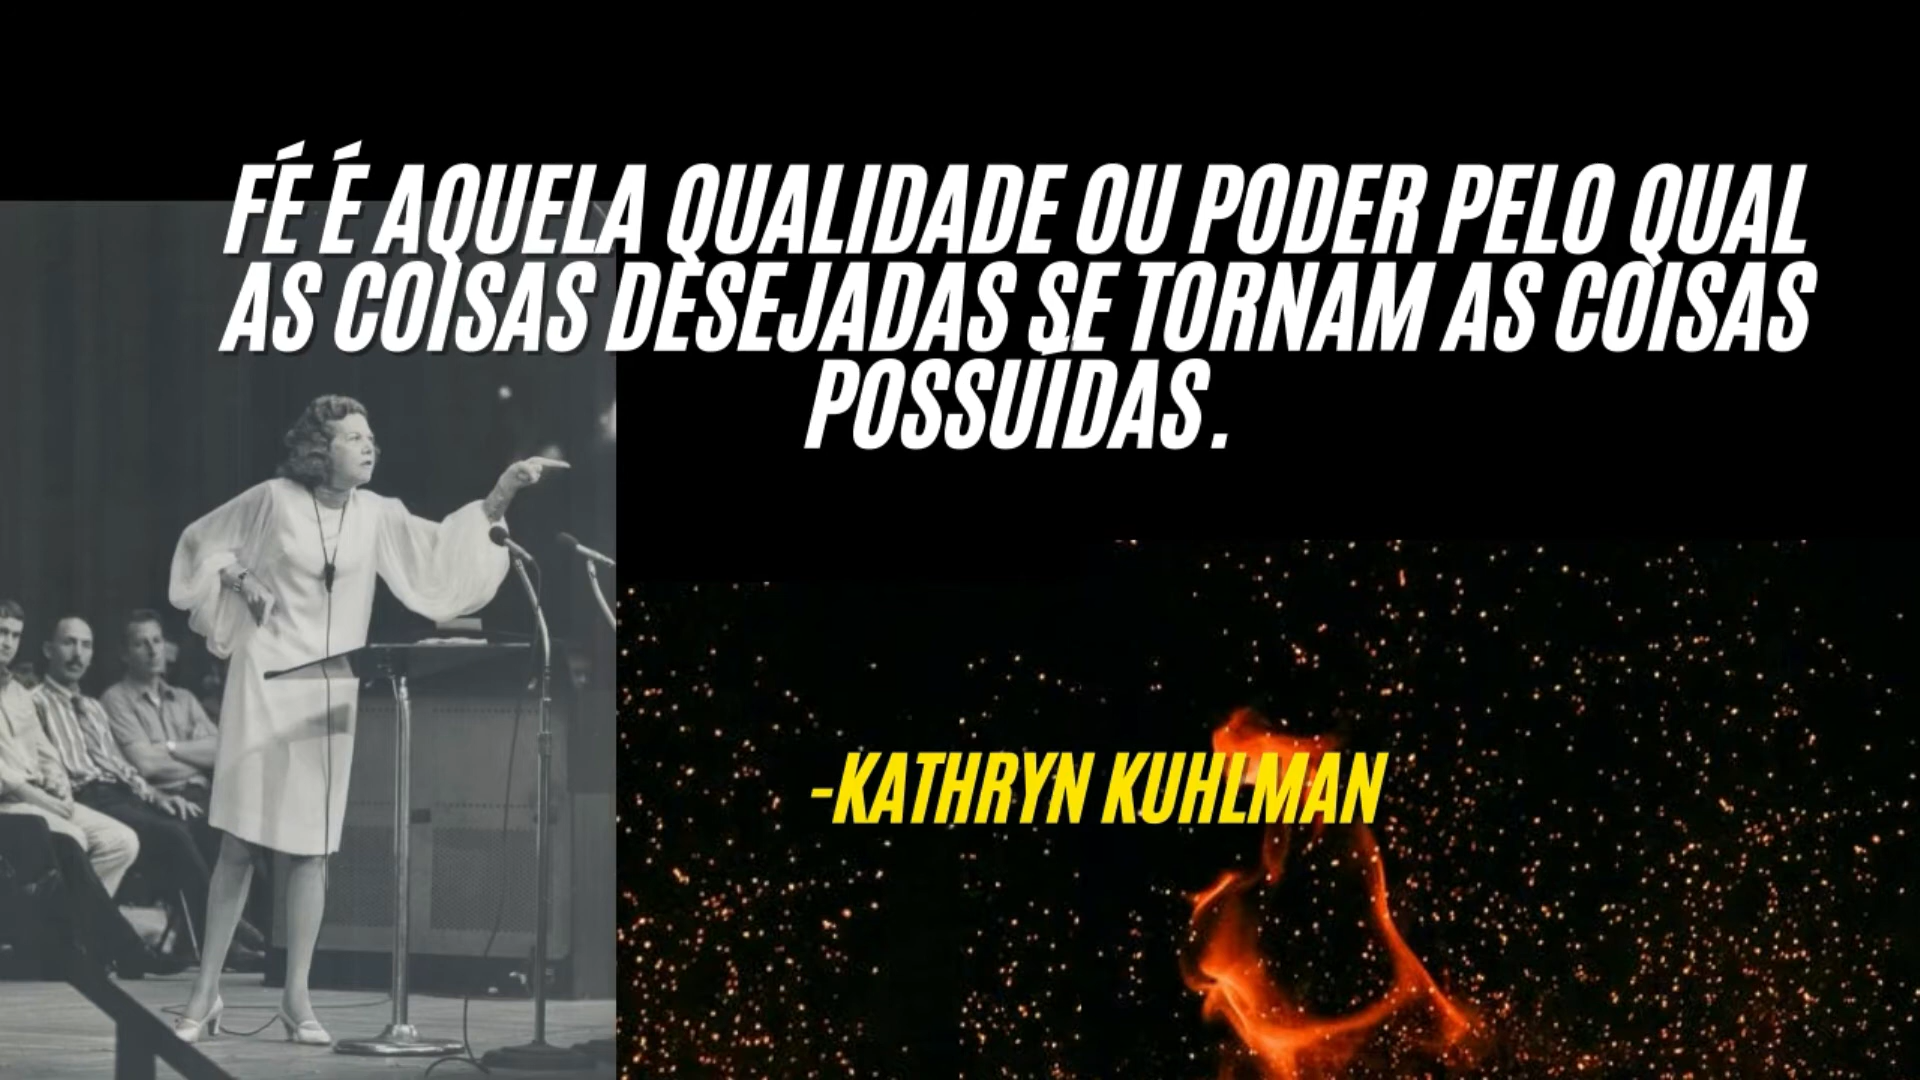 FÉ É AQUELA QUALIDADE OU PODER PELO QUAL
AS COISAS DESEJADAS SE TORNAM AS COISAS
POSSUÍDAS.
-KATHRYN KUHLMAN